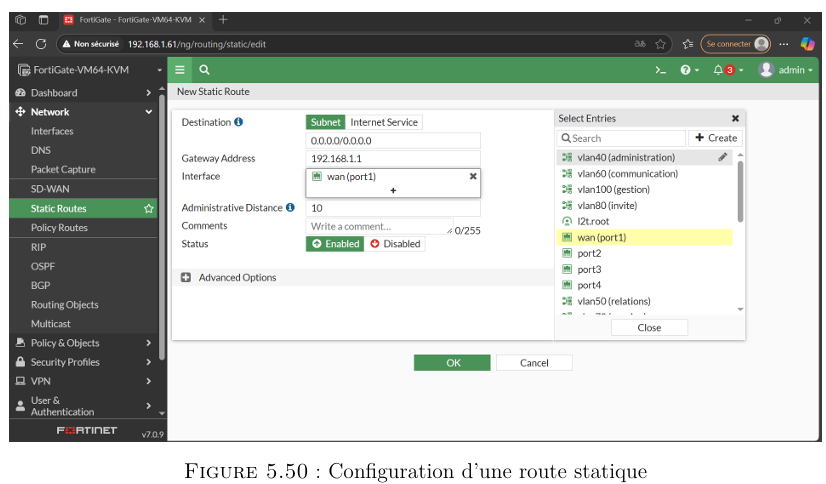 FortiGate - FortiGate-VM64-KVM
Non sécurisé 192.168.1.61/ng/routing/static/edit
Se connecter
FortiGate-VM64-KVM
3
admin
Dashboard
Network
Interfaces
DNS
Packet Capture
SD-WAN
Static Routes
Policy Routes
RIP
OSPF
BGP
Routing Objects
Multicast
Policy & Objects
Security Profiles
VPN
User &
Authentication
FORTINET v7.0.9
New Static Route
Destination Subnet Internet Service
0.0.0.0/0.0.0.0
Gateway Address 192.168.1.1
Interface wan (port1)
+
Administrative Distance 10
Comments Write a comment... 0/255
Status Enabled Disabled
Advanced Options
Select Entries
Search + Create
vlan40 (administration)
vlan60 (communication)
vlan100 (gestion)
vlan80 (invite)
l2t.root
wan (port1)
port2
port3
port4
vlan50 (relations)
Close
OK Cancel
FIGURE 5.50 : Configuration d'une route statique